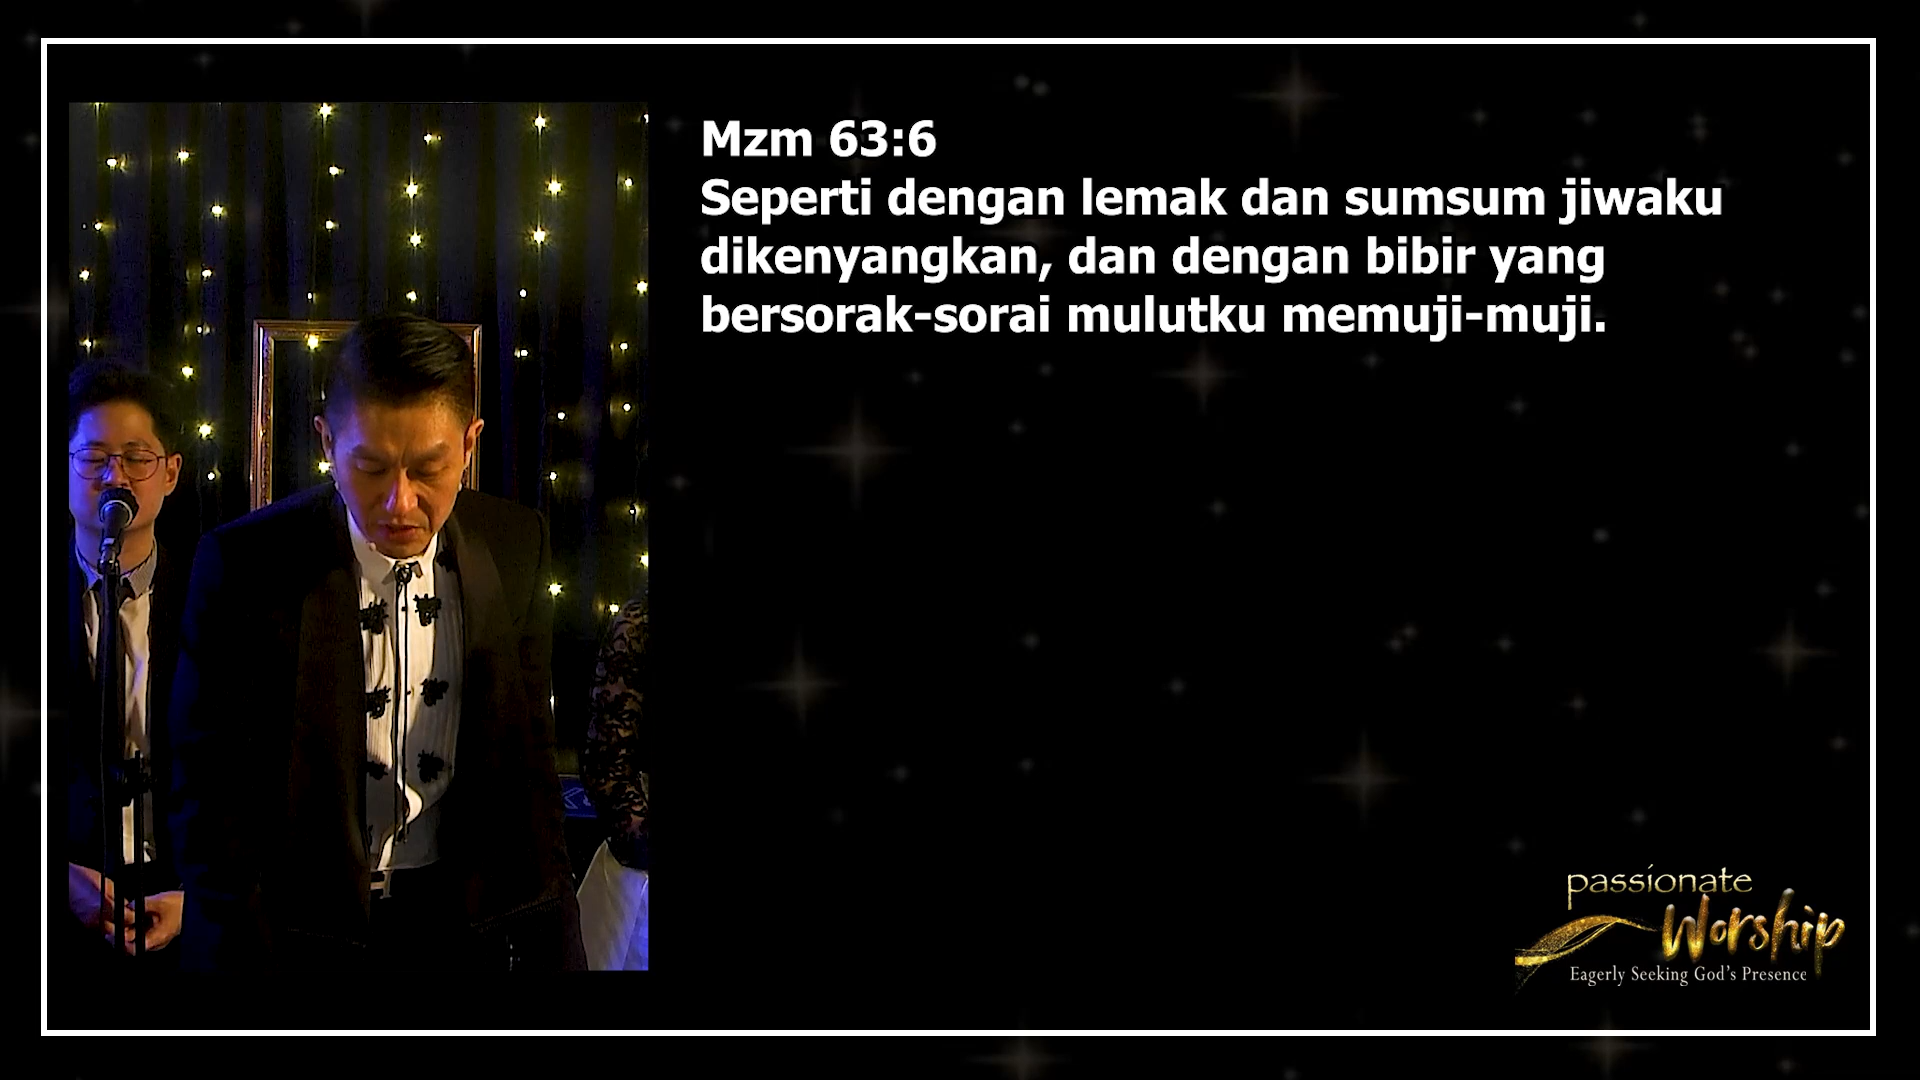 Mzm 63:6
Seperti dengan lemak dan sumsum jiwaku
dikenyangkan, dan dengan bibir yang
bersorak-sorai mulutku memuji-muji.
passionate
Worship
Eagerly Seeking God's Presence